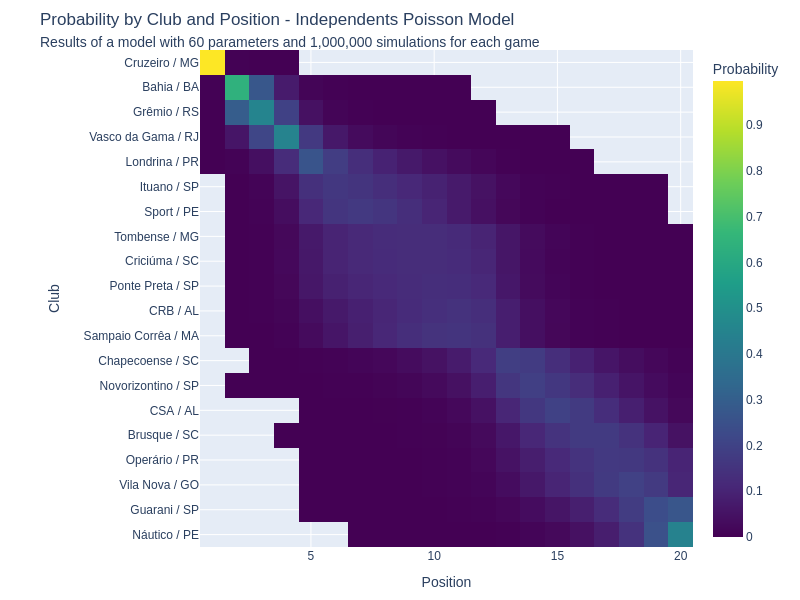 Probability by Club and Position - Independents Poisson Model
Results of a model with 60 parameters and 1,000,000 simulations for each game
Probability
Club
Cruzeiro / MG
Bahia / BA
Grêmio / RS
Vasco da Gama / RJ
Londrina / PR
Ituano / SP
Sport / PE
Tombense / MG
Criciúma / SC
Ponte Preta / SP
CRB / AL
Sampaio Corrêa / MA
Chapecoense / SC
Novorizontino / SP
CSA / AL
Brusque / SC
Operário / PR
Vila Nova / GO
Guarani / SP
Náutico / PE
0.9
0.8
0.7
0.6
0.5
0.4
0.3
0.2
0.1
0
5 10 15 20
Position